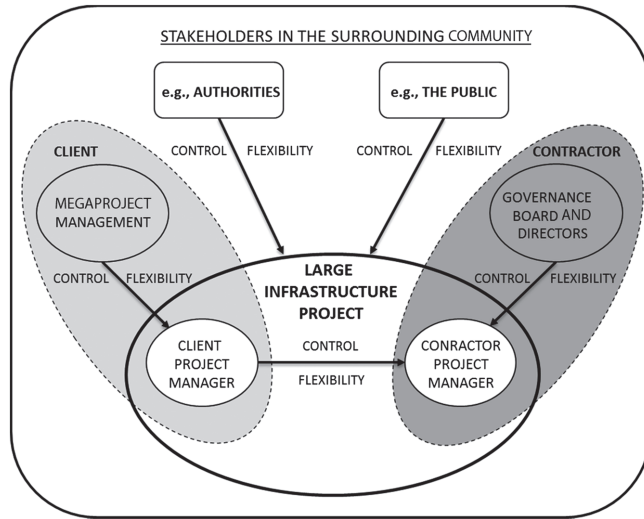 STAKEHOLDERS IN THE SURROUNDING COMMUNITY
e.g., AUTHORITIES
e.g., THE PUBLIC
CONTROL FLEXIBILITY
CONTROL FLEXIBILITY
CLIENT
CONTRACTOR
MEGAPROJECT
MANAGEMENT
GOVERNANCE
BOARD AND
DIRECTORS
CONTROL FLEXIBILITY
CONTROL FLEXIBILITY
LARGE
INFRASTRUCTURE
PROJECT
CLIENT
PROJECT
MANAGER
CONTROL
FLEXIBILITY
CONRACTOR
PROJECT
MANAGER